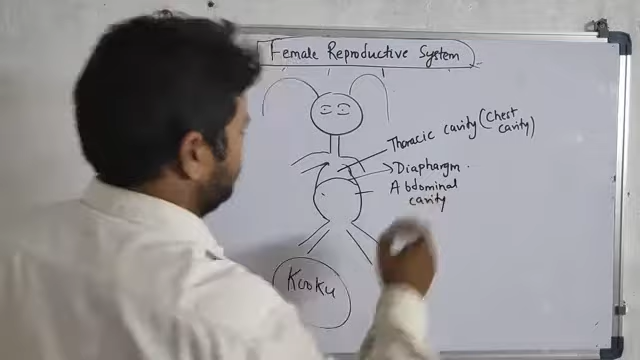 Female Reproductive System
Thoracic cavity (Chest
cavity)
Diaphargm.
Abdominal
cavity
Kooku